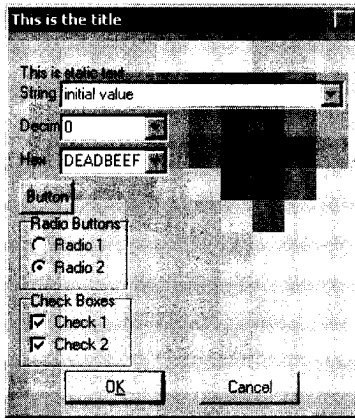 This is the title
This is static text
String initial value
Decim 0
Hex DEADBEEF
Button
Radio Buttons
Radio 1
Radio 2
Check Boxes
Check 1
Check 2
OK Cancel